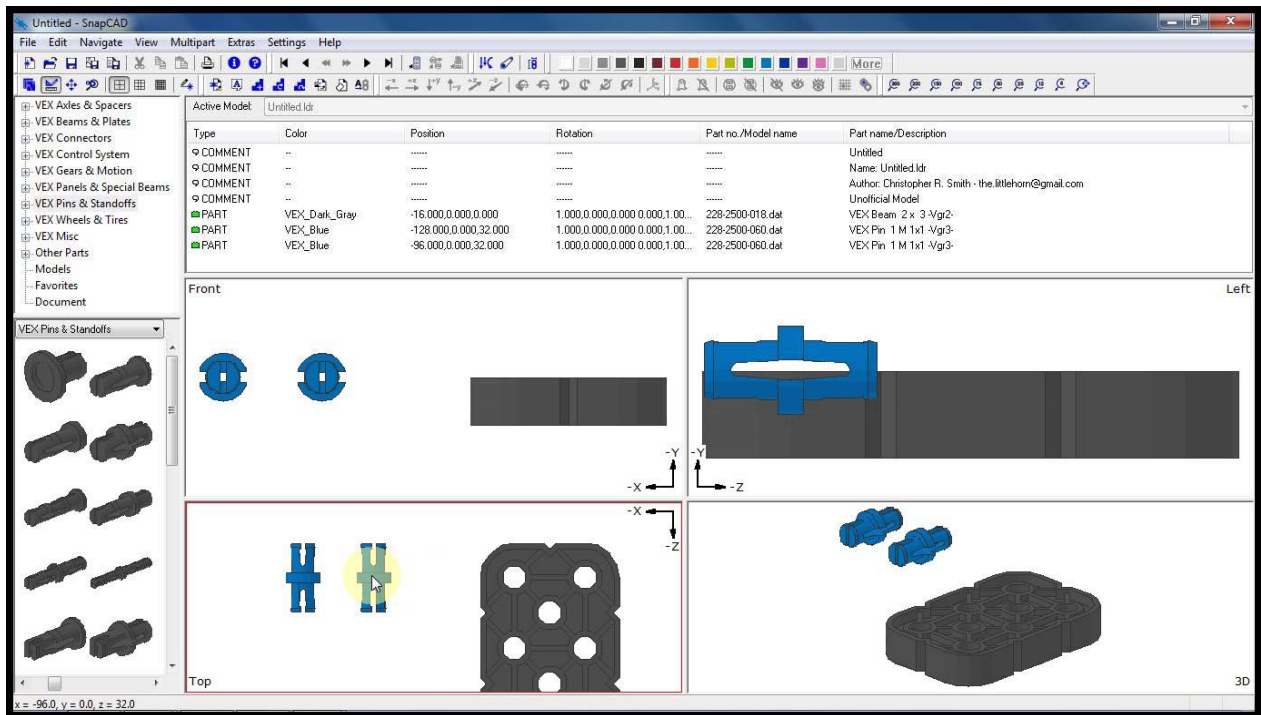 Untitled - SnapCAD
File Edit Navigate View Multipart Extras Settings Help
More
VEX Axles & Spacers
VEX Beams & Plates
VEX Connectors
VEX Control System
VEX Gears & Motion
VEX Panels & Special Beams
VEX Pins & Standoffs
VEX Wheels & Tires
VEX Misc
Other Parts
Models
Favorites
Document
Active Model: Untitled.ldr
Type Color Position Rotation Part no./Model name Part name/Description
COMMENT -- ------ ------ ------ Untitled
COMMENT -- ------ ------ ------ Name: Untitled.ldr
COMMENT -- ------ ------ ------ Author: Christopher R. Smith - the.littlehorn@gmail.com
COMMENT -- ------ ------ ------ Unofficial Model
PART VEX_Dark_Gray -16.000,0.000,0.000 1.000,0.000,0.000 0.000,1.00... 228-2500-018.dat VEX Beam 2 x 3 -Vgr2-
PART VEX_Blue -128.000,0.000,32.000 1.000,0.000,0.000 0.000,1.00... 228-2500-060.dat VEX Pin 1 M 1x1 -Vgr3-
PART VEX_Blue -96.000,0.000,32.000 1.000,0.000,0.000 0.000,1.00... 228-2500-060.dat VEX Pin 1 M 1x1 -Vgr3-
VEX Pins & Standoffs
Front
-Y
-X
Left
-Y
-Z
Top
-X
-Z
3D
x = -96.0, y = 0.0, z = 32.0